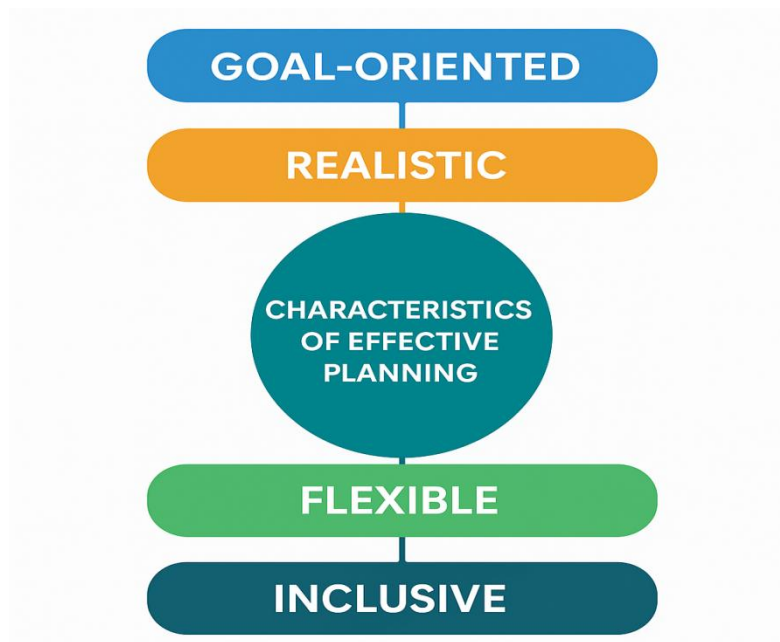 GOAL-ORIENTED
REALISTIC
CHARACTERISTICS
OF EFFECTIVE
PLANNING
FLEXIBLE
INCLUSIVE